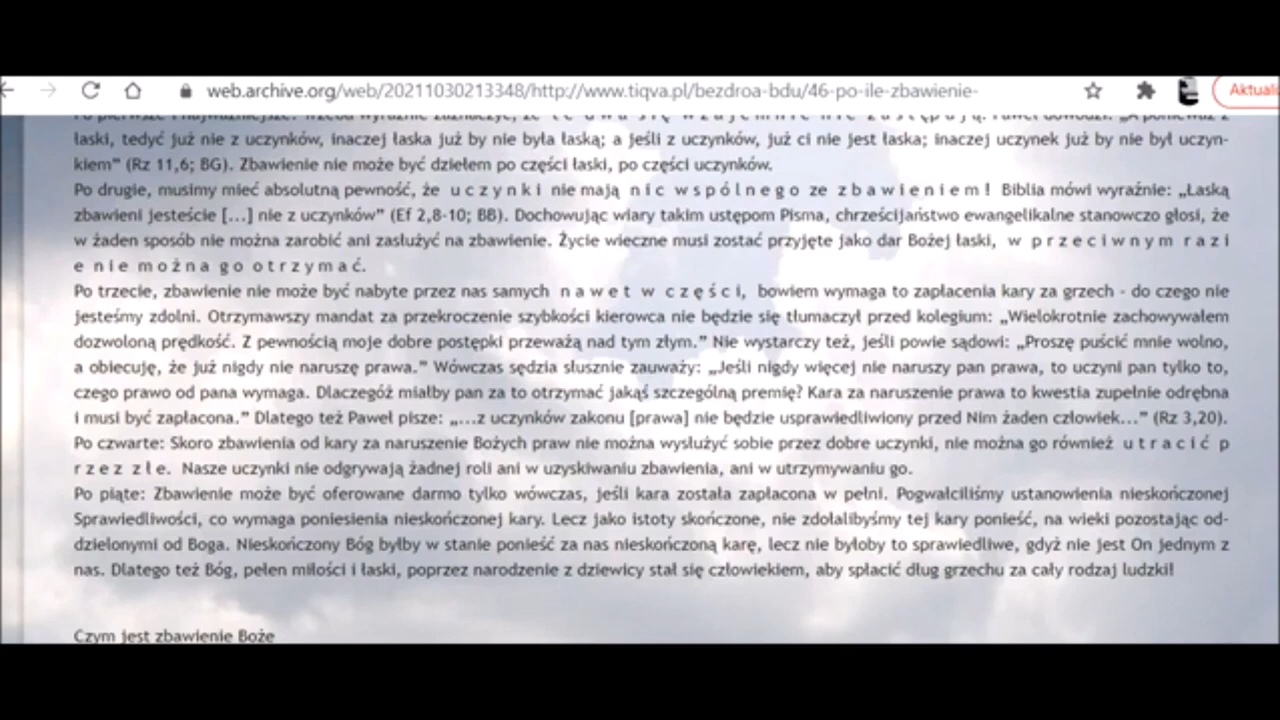 web.archive.org/web/20211030213348/http://www.tiqva.pl/bezdroa-bdu/46-po-ile-zbawienie-
łaski, tedyć już nie z uczynków, inaczej łaska już by nie była łaską; a jeśli z uczynków, już ci nie jest łaska; inaczej uczynek już by nie był uczyn-
kiem” (Rz 11,6; BG). Zbawienie nie może być dziełem po części łaski, po części uczynków.
Po drugie, musimy mieć absolutną pewność, że u c z y n k i nie mają n i c w s p ó l n e g o ze z b a w i e n i e m ! Biblia mówi wyraźnie: „Łaską
zbawieni jesteście [...] nie z uczynków” (Ef 2,8-10; BB). Dochowując wiary takim ustępom Pisma, chrześcijaństwo ewangelikalne stanowczo głosi, że
w żaden sposób nie można zarobić ani zasłużyć na zbawienie. Życie wieczne musi zostać przyjęte jako dar Bożej łaski, w p r z e c i w n y m r a z i
e n i e m o ż n a g o o t r z y m a ć.
Po trzecie, zbawienie nie może być nabyte przez nas samych n a w e t w c z ę ś c i, bowiem wymaga to zapłacenia kary za grzech - do czego nie
jesteśmy zdolni. Otrzymawszy mandat za przekroczenie szybkości kierowca nie będzie się tłumaczył przed kolegium: „Wielokrotnie zachowywałem
dozwoloną prędkość. Z pewnością moje dobre postępki przeważą nad tym złym.” Nie wystarczy też, jeśli powie sądowi: „Proszę puścić mnie wolno,
a obiecuję, że już nigdy nie naruszę prawa.” Wówczas sędzia słusznie zauważy: „Jeśli nigdy więcej nie naruszy pan prawa, to uczyni pan tylko to,
czego prawo od pana wymaga. Dlaczegóż miałby pan za to otrzymać jakąś szczególną premię? Kara za naruszenie prawa to kwestia zupełnie odrębna
i musi być zapłacona.” Dlatego też Paweł pisze: „...z uczynków zakonu [prawa] nie będzie usprawiedliwiony przed Nim żaden człowiek...” (Rz 3,20).
Po czwarte: Skoro zbawienia od kary za naruszenie Bożych praw nie można wysłużyć sobie przez dobre uczynki, nie można go również u t r a c i ć p
r z e z z ł e. Nasze uczynki nie odgrywają żadnej roli ani w uzyskiwaniu zbawienia, ani w utrzymywaniu go.
Po piąte: Zbawienie może być oferowane darmo tylko wówczas, jeśli kara została zapłacona w pełni. Pogwałciliśmy ustanowienia nieskończonej
Sprawiedliwości, co wymaga poniesienia nieskończonej kary. Lecz jako istoty skończone, nie zdołalibyśmy tej kary ponieść, na wieki pozostając od-
dzielonymi od Boga. Nieskończony Bóg byłby w stanie ponieść za nas nieskończoną karę, lecz nie byłoby to sprawiedliwe, gdyż nie jest On jednym z
nas. Dlatego też Bóg, pełen miłości i łaski, poprzez narodzenie z dziewicy stał się człowiekiem, aby spłacić dług grzechu za cały rodzaj ludzki!
Czym jest zbawienie Boże